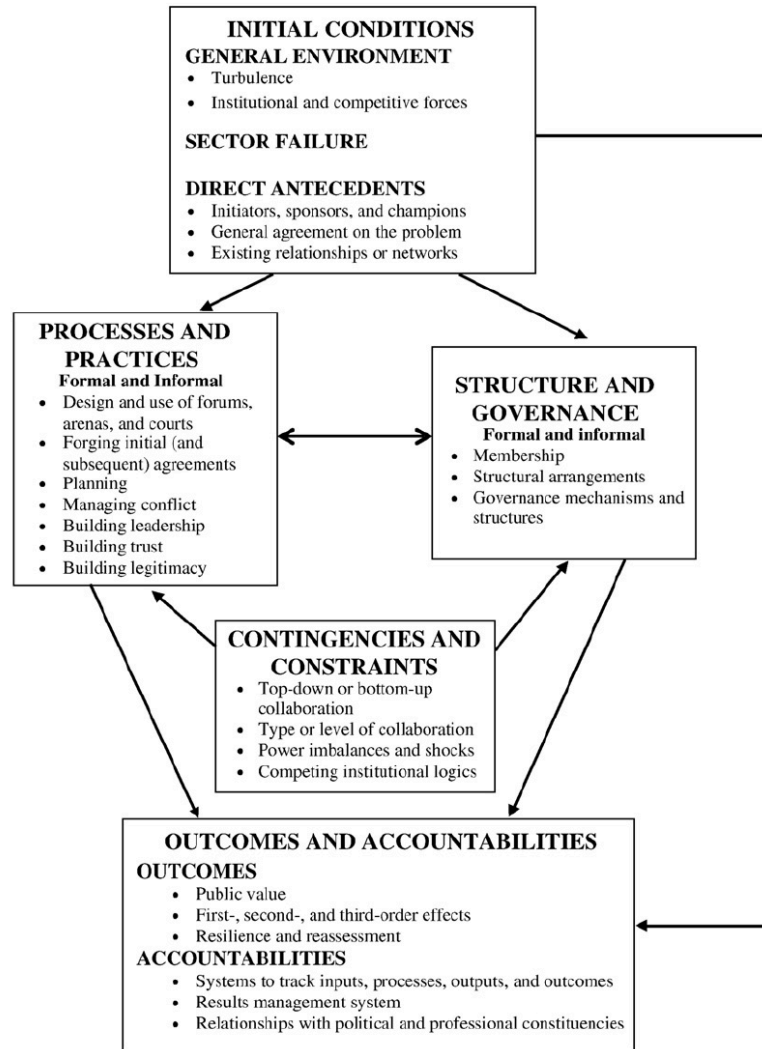 INITIAL CONDITIONS
GENERAL ENVIRONMENT
• Turbulence
• Institutional and competitive forces
SECTOR FAILURE
DIRECT ANTECEDENTS
• Initiators, sponsors, and champions
• General agreement on the problem
• Existing relationships or networks
PROCESSES AND
PRACTICES
Formal and Informal
• Design and use of forums,
arenas, and courts
• Forging initial (and
subsequent) agreements
• Planning
• Managing conflict
• Building leadership
• Building trust
• Building legitimacy
STRUCTURE AND
GOVERNANCE
Formal and informal
• Membership
• Structural arrangements
• Governance mechanisms and
structures
CONTINGENCIES AND
CONSTRAINTS
• Top-down or bottom-up
collaboration
• Type or level of collaboration
• Power imbalances and shocks
• Competing institutional logics
OUTCOMES AND ACCOUNTABILITIES
OUTCOMES
• Public value
• First-, second-, and third-order effects
• Resilience and reassessment
ACCOUNTABILITIES
• Systems to track inputs, processes, outputs, and outcomes
• Results management system
• Relationships with political and professional constituencies